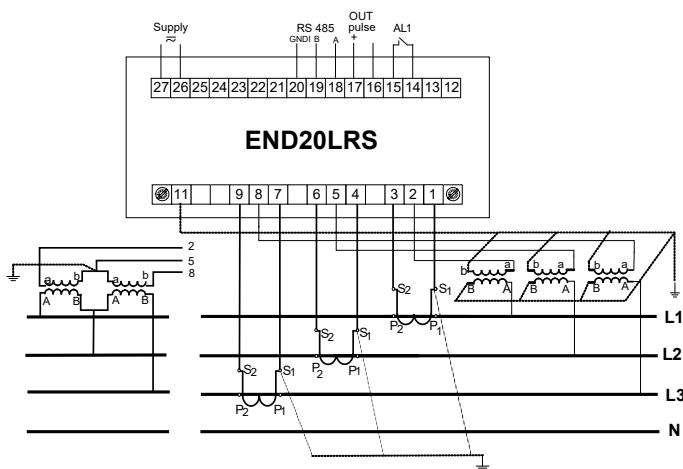 Supply
RS 485
OUT
pulse
AL1
GNDI B A +
27 26 25 24 23 22 21 20 19 18 17 16 15 14 13 12
END20LRS
11 9 8 7 6 5 4 3 2 1
2
5
8
a b a b
A B A B
b a b a b a
B A B A B A
S2 S1
P2 P1
L1
S2 S1
P2 P1
L2
S2 S1
P2 P1
L3
N